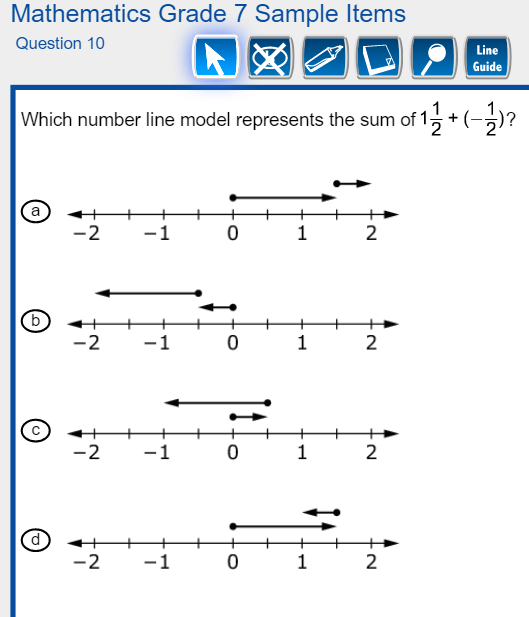 Mathematics Grade 7 Sample Items
Question 10
Line
Guide
Which number line model represents the sum of 1 1/2 + (−1/2)?
a
−2 −1 0 1 2
b
−2 −1 0 1 2
c
−2 −1 0 1 2
d
−2 −1 0 1 2